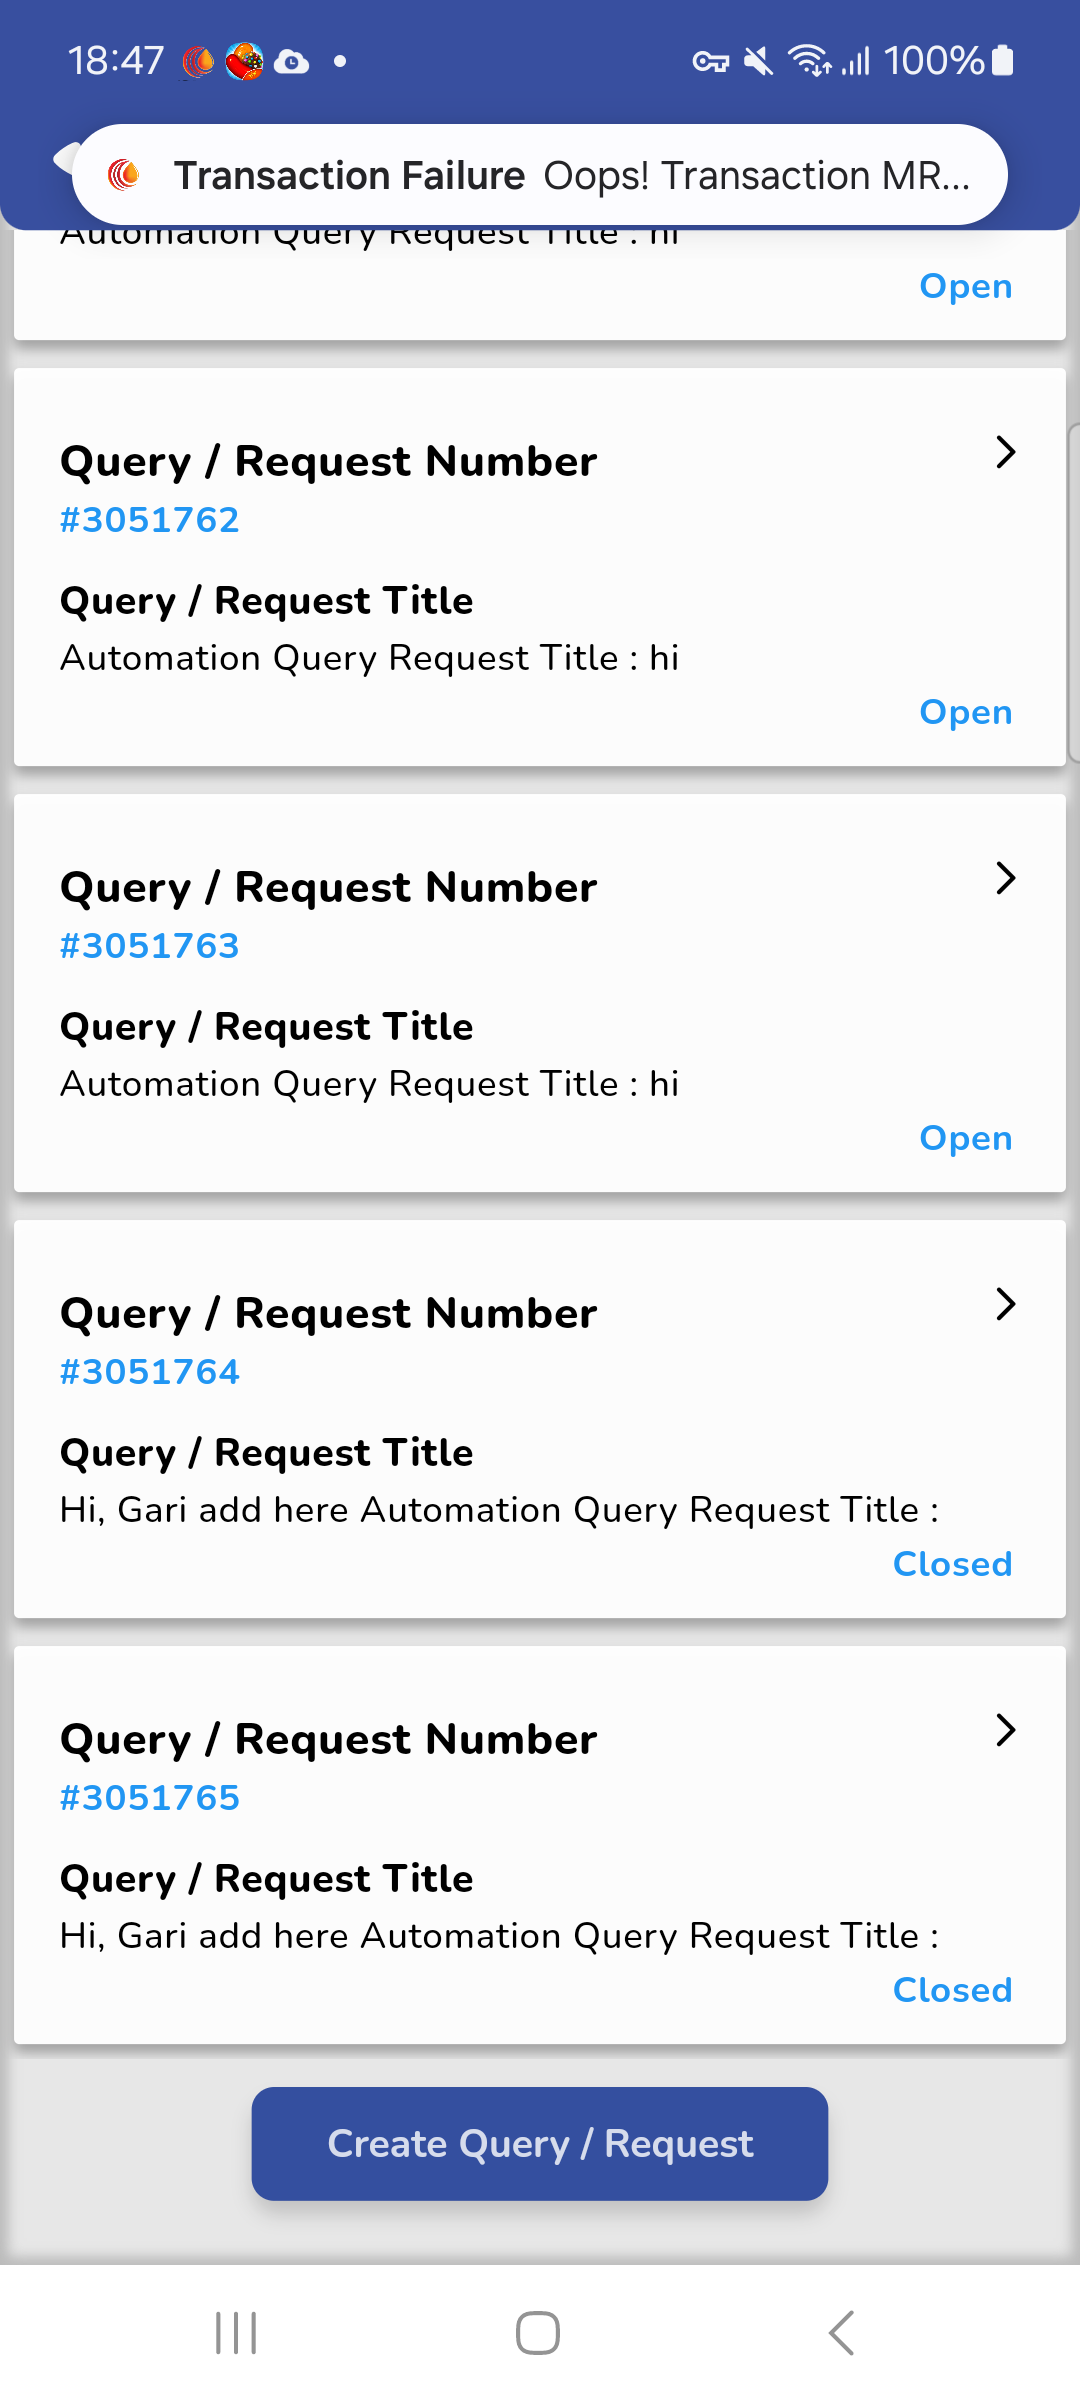 18:47
100%
Transaction Failure Oops! Transaction MR...
Automation Query Request Title : hi
Open
Query / Request Number
#3051762
Query / Request Title
Automation Query Request Title : hi
Open
Query / Request Number
#3051763
Query / Request Title
Automation Query Request Title : hi
Open
Query / Request Number
#3051764
Query / Request Title
Hi, Gari add here Automation Query Request Title :
Closed
Query / Request Number
#3051765
Query / Request Title
Hi, Gari add here Automation Query Request Title :
Closed
Create Query / Request